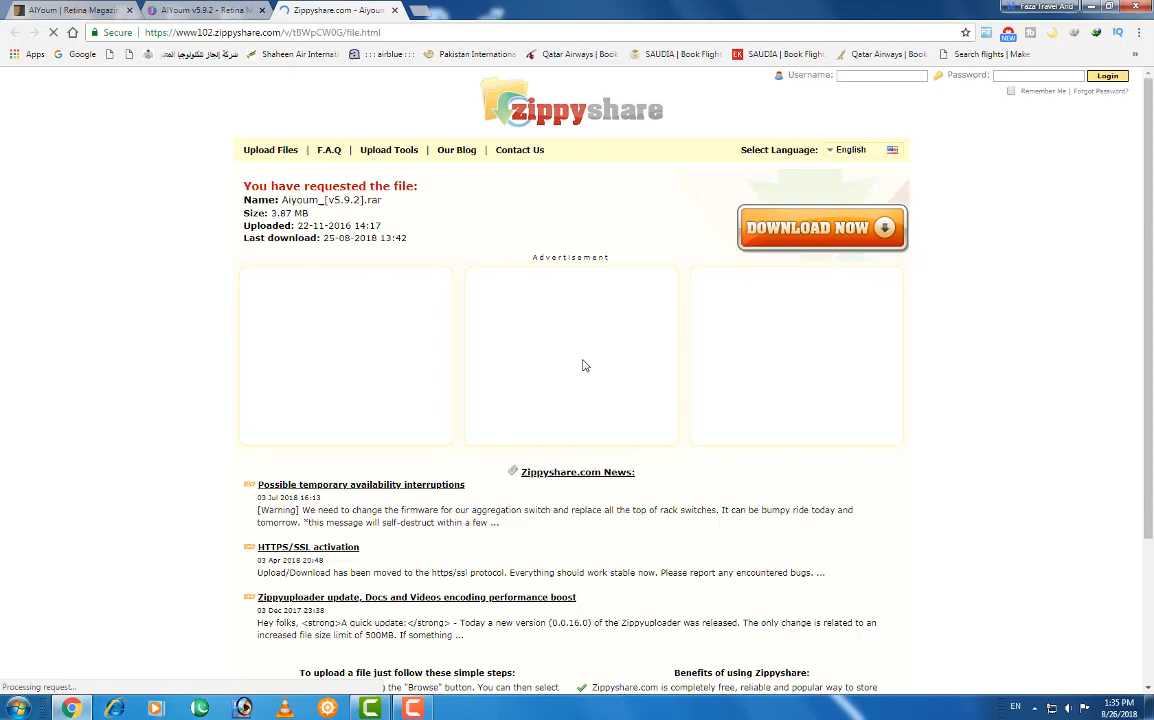 AlYoum | Retina Magazin
AlYoum v5.9.2 - Retina M
Zippyshare.com - Aiyoum
Faza Travel And
Secure
https://www102.zippyshare.com/v/tBWpCW0G/file.html
Apps
Google
شركة إنجاز لتكنولوجيا
Shaheen Air Internati
: : : airblue : : :
Pakistan Internationa
Qatar Airways | Book
SAUDIA | Book Flight
SAUDIA | Book Flight
Qatar Airways | Book
Search flights | Make
»
NEW
IQ
Username:
Password:
Login
Remember Me | Forgot Password?
zippyshare
Upload Files | F.A.Q | Upload Tools | Our Blog | Contact Us
Select Language: English
You have requested the file:
Name: Aiyoum_[v5.9.2].rar
Size: 3.87 MB
Uploaded: 22-11-2016 14:17
Last download: 25-08-2018 13:42
DOWNLOAD NOW
Advertisement
Zippyshare.com News:
Possible temporary availability interruptions
03 Jul 2018 16:13
[Warning] We need to change the firmware for our aggregation switch and replace all the top of rack switches. It can be bumpy ride today and
tomorrow. *this message will self-destruct within a few ...
HTTPS/SSL activation
03 Apr 2018 20:48
Upload/Download has been moved to the https/ssl protocol. Everything should work stable now. Please report any encountered bugs. ...
Zippyuploader update, Docs and Videos encoding performance boost
03 Dec 2017 23:38
Hey folks, <strong>A quick update:</strong> - Today a new version (0.0.16.0) of the Zippyuploader was released. The only change is related to an
increased file size limit of 500MB. If something ...
To upload a file just follow these simple steps:
Benefits of using Zippyshare:
Processing request...
) the "Browse" button. You can then select
Zippyshare.com is completely free, reliable and popular way to store
EN
1:35 PM
8/26/2018